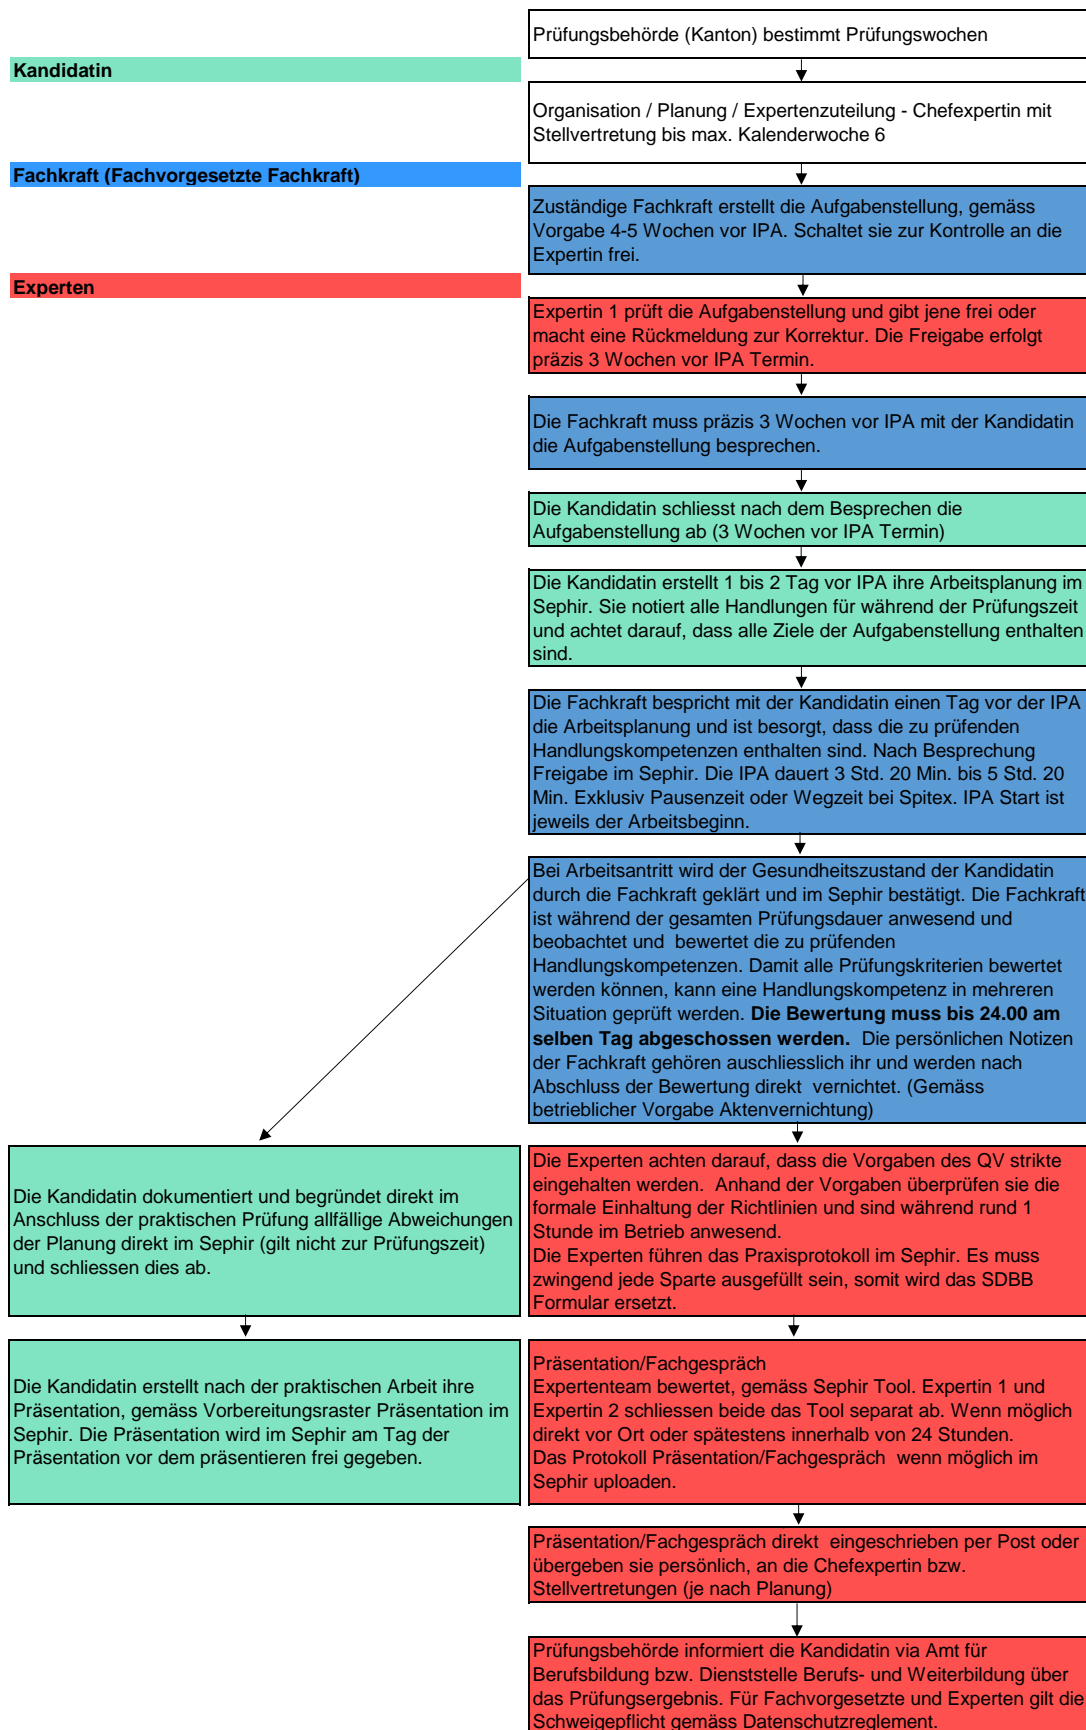 Prüfungsbehörde (Kanton) bestimmt Prüfungswochen
Kandidatin
Organisation / Planung / Expertenzuteilung - Chefexpertin mit
Stellvertretung bis max. Kalenderwoche 6
Fachkraft (Fachvorgesetzte Fachkraft)
Zuständige Fachkraft erstellt die Aufgabenstellung, gemäss
Vorgabe 4-5 Wochen vor IPA. Schaltet sie zur Kontrolle an die
Expertin frei.
Experten
Expertin 1 prüft die Aufgabenstellung und gibt jene frei oder
macht eine Rückmeldung zur Korrektur. Die Freigabe erfolgt
präzis 3 Wochen vor IPA Termin.
Die Fachkraft muss präzis 3 Wochen vor IPA mit der Kandidatin
die Aufgabenstellung besprechen.
Die Kandidatin schliesst nach dem Besprechen die
Aufgabenstellung ab (3 Wochen vor IPA Termin)
Die Kandidatin erstellt 1 bis 2 Tag vor IPA ihre Arbeitsplanung im
Sephir. Sie notiert alle Handlungen für während der Prüfungszeit
und achtet darauf, dass alle Ziele der Aufgabenstellung enthalten
sind.
Die Fachkraft bespricht mit der Kandidatin einen Tag vor der IPA
die Arbeitsplanung und ist besorgt, dass die zu prüfenden
Handlungskompetenzen enthalten sind. Nach Besprechung
Freigabe im Sephir. Die IPA dauert 3 Std. 20 Min. bis 5 Std. 20
Min. Exklusiv Pausenzeit oder Wegzeit bei Spitex. IPA Start ist
jeweils der Arbeitsbeginn.
Bei Arbeitsantritt wird der Gesundheitszustand der Kandidatin
durch die Fachkraft geklärt und im Sephir bestätigt. Die Fachkraft
ist während der gesamten Prüfungsdauer anwesend und
beobachtet und  bewertet die zu prüfenden
Handlungskompetenzen. Damit alle Prüfungskriterien bewertet
werden können, kann eine Handlungskompetenz in mehreren
Situation geprüft werden. Die Bewertung muss bis 24.00 am
selben Tag abgeschossen werden.  Die persönlichen Notizen
der Fachkraft gehören auschliesslich ihr und werden nach
Abschluss der Bewertung direkt  vernichtet. (Gemäss
betrieblicher Vorgabe Aktenvernichtung)
Die Kandidatin dokumentiert und begründet direkt im
Anschluss der praktischen Prüfung allfällige Abweichungen
der Planung direkt im Sephir (gilt nicht zur Prüfungszeit)
und schliessen dies ab.
Die Experten achten darauf, dass die Vorgaben des QV strikte
eingehalten werden.  Anhand der Vorgaben überprüfen sie die
formale Einhaltung der Richtlinien und sind während rund 1
Stunde im Betrieb anwesend.
Die Experten führen das Praxisprotokoll im Sephir. Es muss
zwingend jede Sparte ausgefüllt sein, somit wird das SDBB
Formular ersetzt.
Die Kandidatin erstellt nach der praktischen Arbeit ihre
Präsentation, gemäss Vorbereitungsraster Präsentation im
Sephir. Die Präsentation wird im Sephir am Tag der
Präsentation vor dem präsentieren frei gegeben.
Präsentation/Fachgespräch
Expertenteam bewertet, gemäss Sephir Tool. Expertin 1 und
Expertin 2 schliessen beide das Tool separat ab. Wenn möglich
direkt vor Ort oder spätestens innerhalb von 24 Stunden.
Das Protokoll Präsentation/Fachgespräch  wenn möglich im
Sephir uploaden.
Präsentation/Fachgespräch direkt  eingeschrieben per Post oder
übergeben sie persönlich, an die Chefexpertin bzw.
Stellvertretungen (je nach Planung)
Prüfungsbehörde informiert die Kandidatin via Amt für
Berufsbildung bzw. Dienststelle Berufs- und Weiterbildung über
das Prüfungsergebnis. Für Fachvorgesetzte und Experten gilt die
Schweigepflicht gemäss Datenschutzreglement.